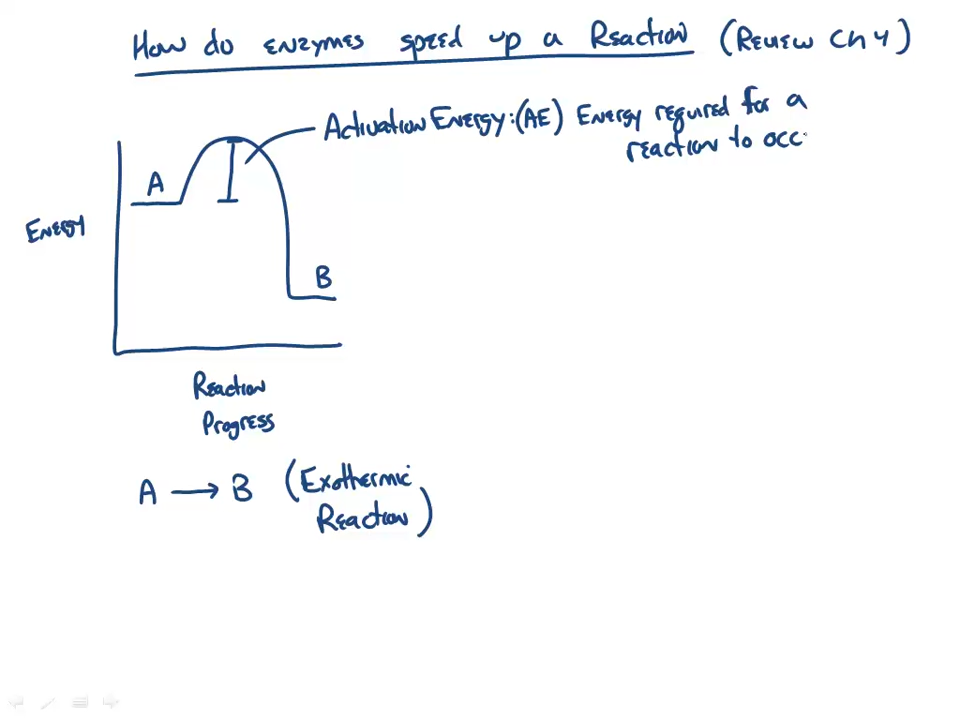 How do enzymes speed up a Reaction (Review Ch 4)
Activation Energy: (AE) Energy required for a
reaction to occ
A
Energy
B
Reaction
Progress
A → B (Exothermic
Reaction)